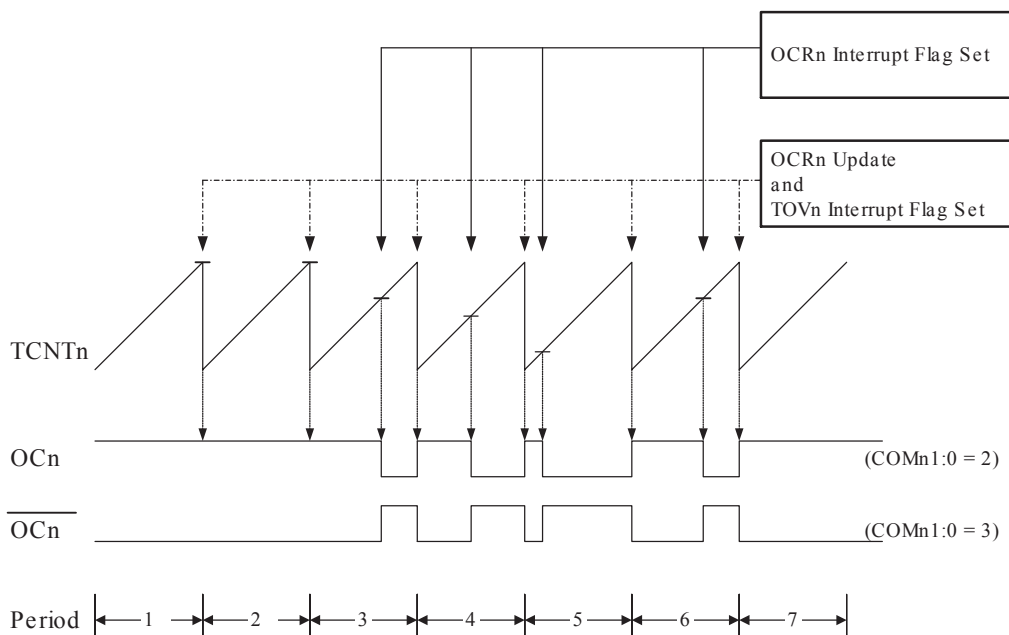 OCRn Interrupt Flag Set
OCRn Update
and
TOVn Interrupt Flag Set
TCNTn
OCn
(COMn1:0 = 2)
OCn
(COMn1:0 = 3)
Period
1
2
3
4
5
6
7